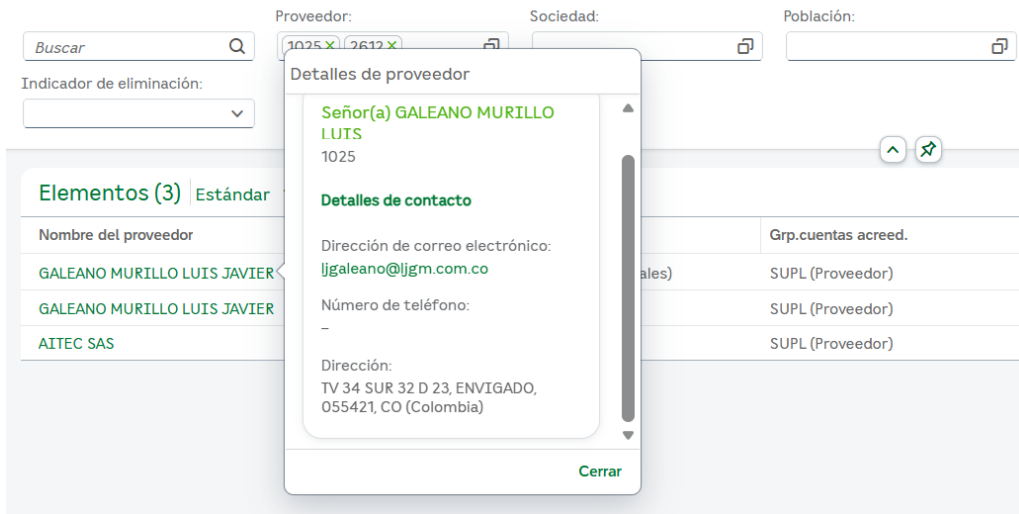 Proveedor:
Sociedad:
Población:
Buscar
1025 2612
Indicador de eliminación:
Detalles de proveedor
Señor(a) GALEANO MURILLO
LUIS
1025
Detalles de contacto
Dirección de correo electrónico:
ljgaleano@ljgm.com.co
Número de teléfono:
–
Dirección:
TV 34 SUR 32 D 23, ENVIGADO,
055421, CO (Colombia)
Cerrar
Elementos (3) Estándar
Nombre del proveedor
Grp.cuentas acreed.
GALEANO MURILLO LUIS JAVIER
ales)
SUPL (Proveedor)
GALEANO MURILLO LUIS JAVIER
SUPL (Proveedor)
AITEC SAS
SUPL (Proveedor)